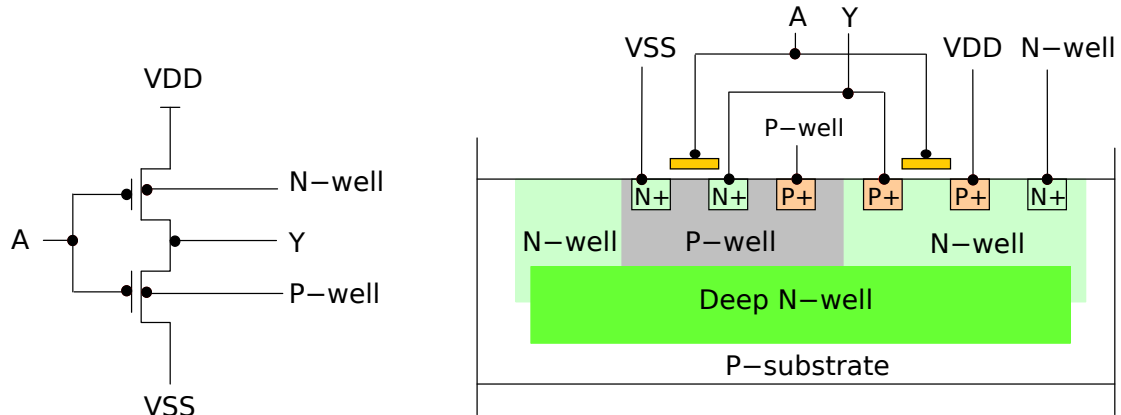 VDD
N−well
A
Y
P−well
VSS
A Y
VSS VDD N−well
P−well
N+ N+ P+ P+ P+ N+
N−well P−well N−well
Deep N−well
P−substrate